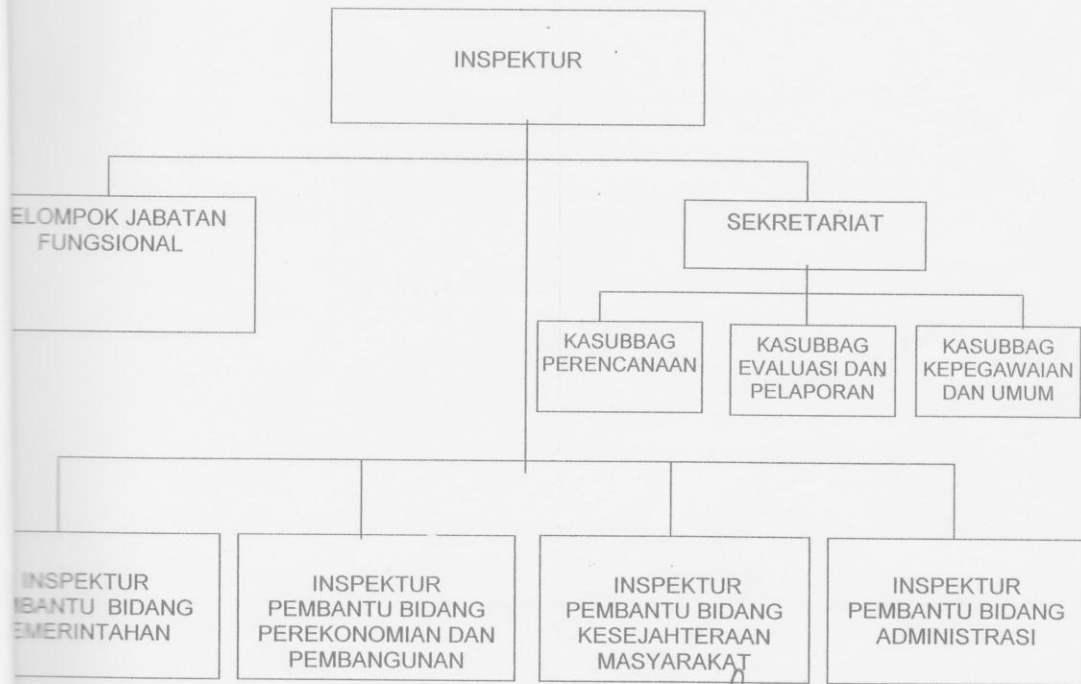 INSPEKTUR
ELOMPOK JABATAN
FUNGSIONAL
SEKRETARIAT
KASUBBAG
PERENCANAAN
KASUBBAG
EVALUASI DAN
PELAPORAN
KASUBBAG
KEPEGAWAIAN
DAN UMUM
INSPEKTUR
MBANTU BIDANG
EMERINTAHAN
INSPEKTUR
PEMBANTU BIDANG
PEREKONOMIAN DAN
PEMBANGUNAN
INSPEKTUR
PEMBANTU BIDANG
KESEJAHTERAAN
MASYARAKAT
INSPEKTUR
PEMBANTU BIDANG
ADMINISTRASI